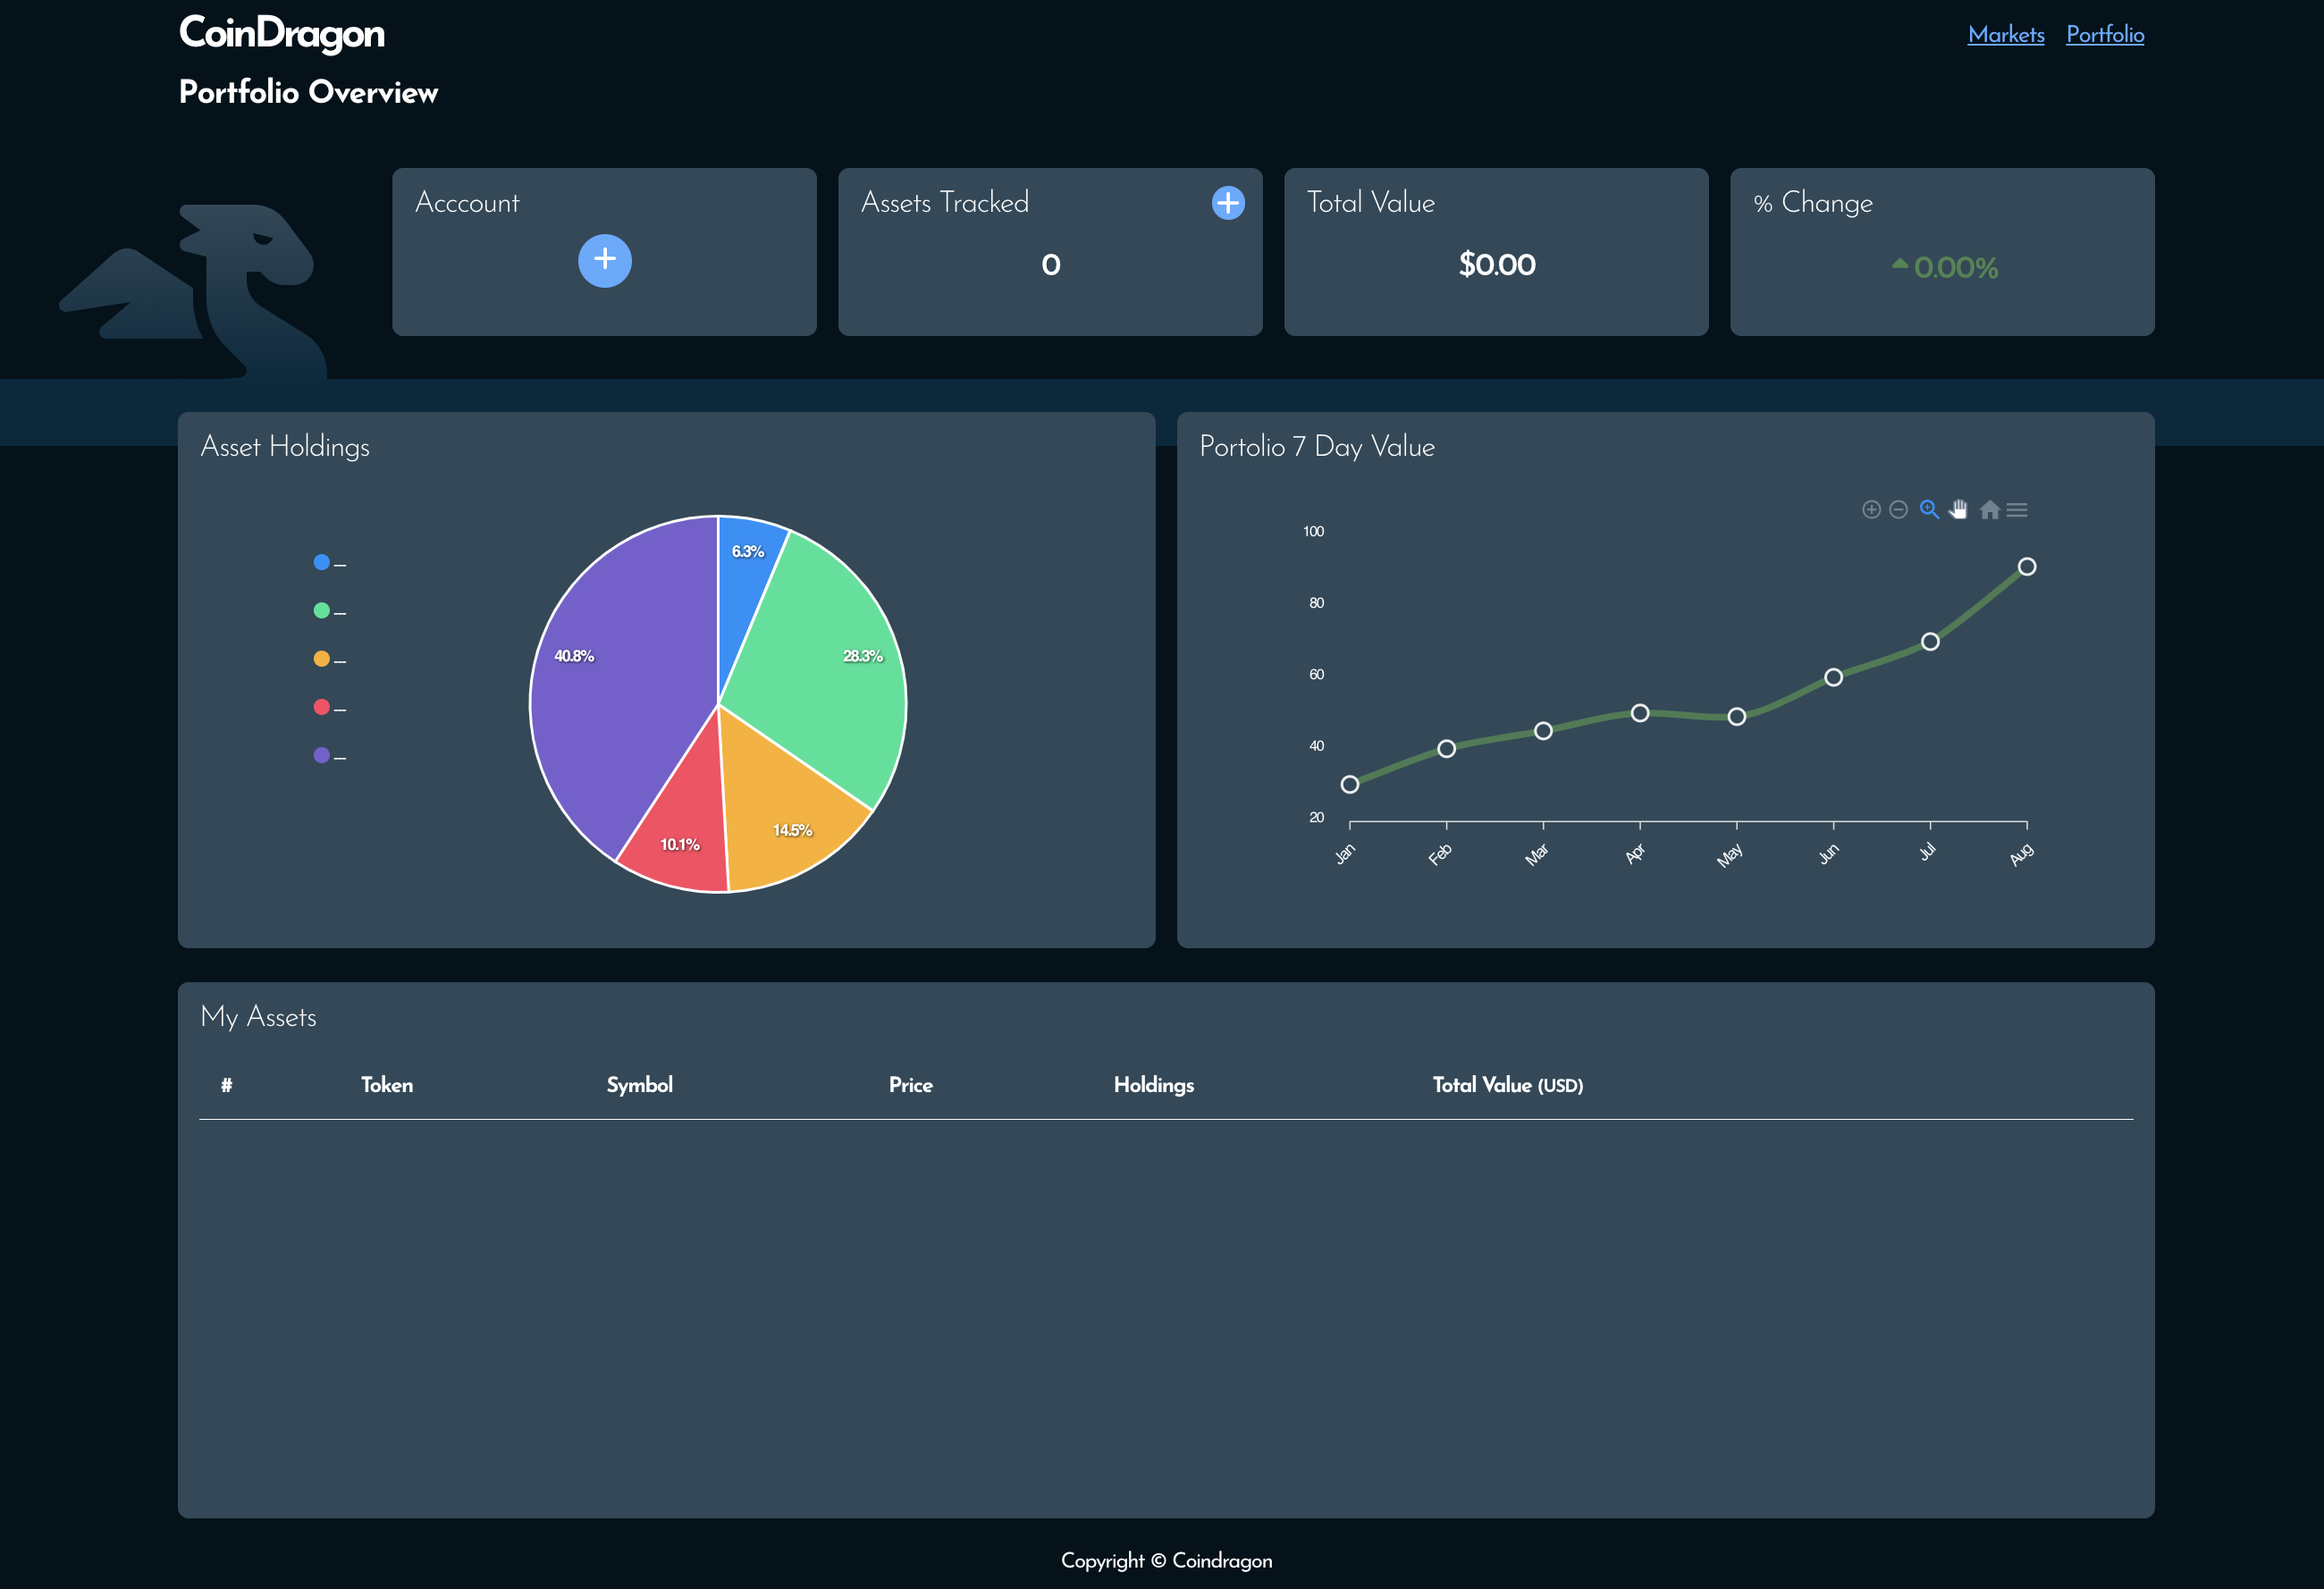 CoinDragon
Markets Portfolio
Portfolio Overview
Acccount
+
Assets Tracked
+
0
Total Value
$0.00
% Change
0.00%
Asset Holdings
–
–
–
–
–
6.3%
28.3%
14.5%
10.1%
40.8%
Portolio 7 Day Value
100
80
60
40
20
Jan Feb Mar Apr May Jun Jul Aug
My Assets
# Token Symbol Price Holdings Total Value (USD)
Copyright © Coindragon